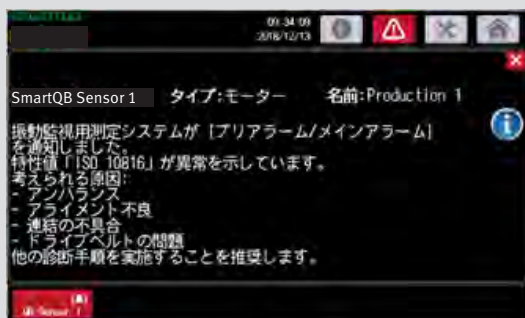 09:34:09
2018/12/13
SmartQB Sensor 1 タイプ:モーター 名前:Production 1
振動監視用測定システムが [プリアラーム/メインアラーム]
を通知しました。
特性値「ISO 10816」が異常を示しています。
考えられる原因:
- アンバランス
- アライメント不良
- 連結の不具合
- ドライブベルトの問題
他の診断手順を実施することを推奨します。